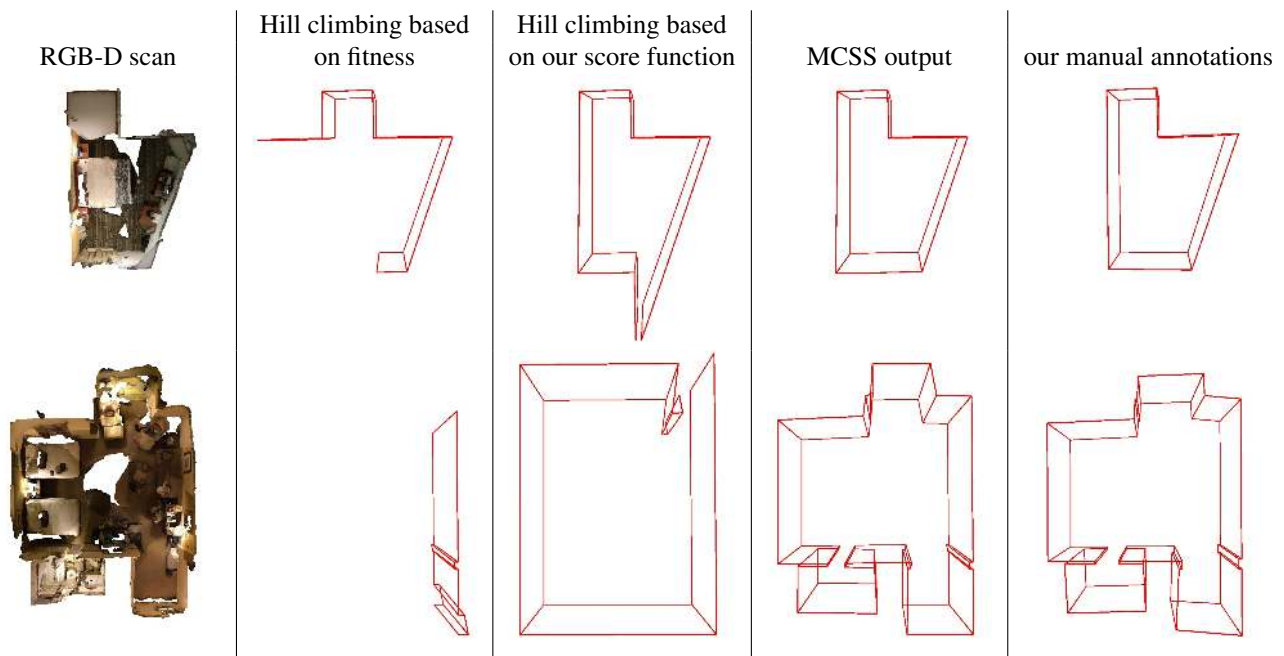 RGB-D scan
Hill climbing based
on fitness
Hill climbing based
on our score function
MCSS output
our manual annotations